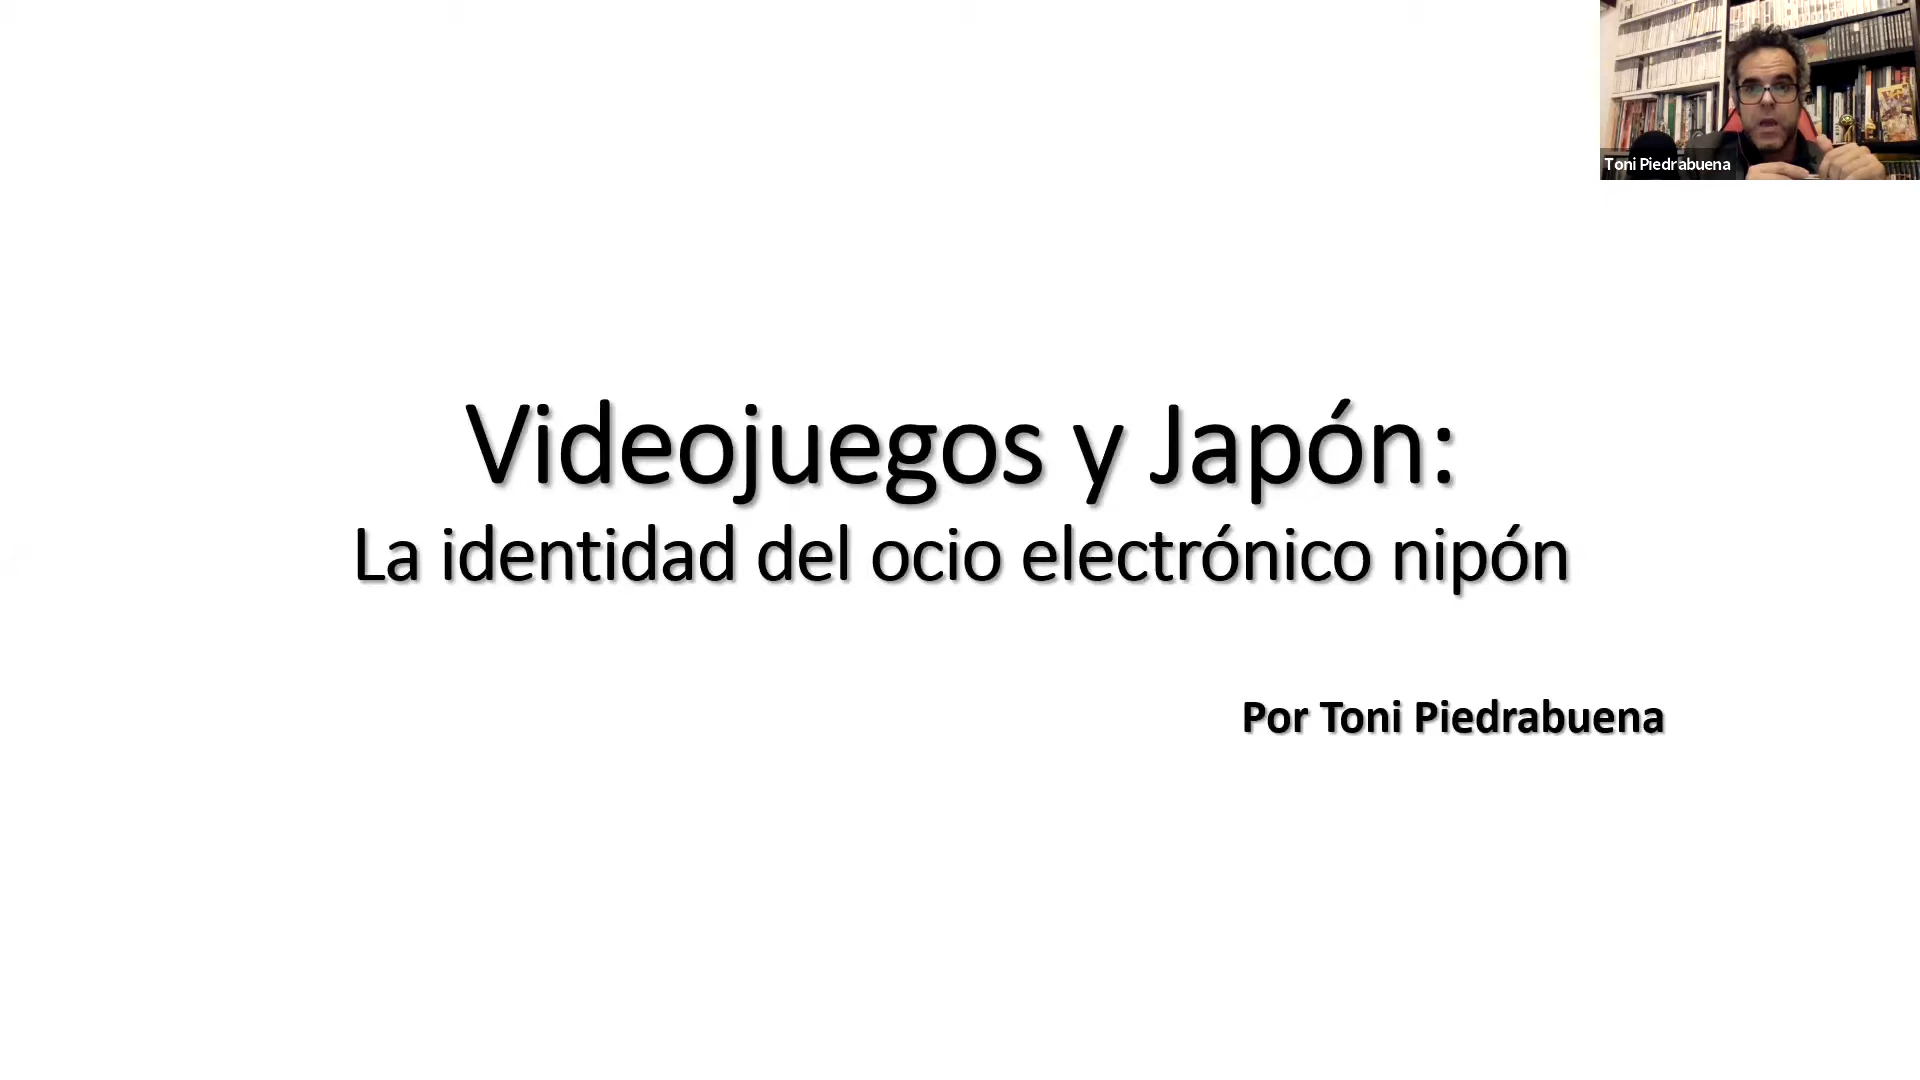 Toni Piedrabuena
Videojuegos y Japón:
La identidad del ocio electrónico nipón
Por Toni Piedrabuena